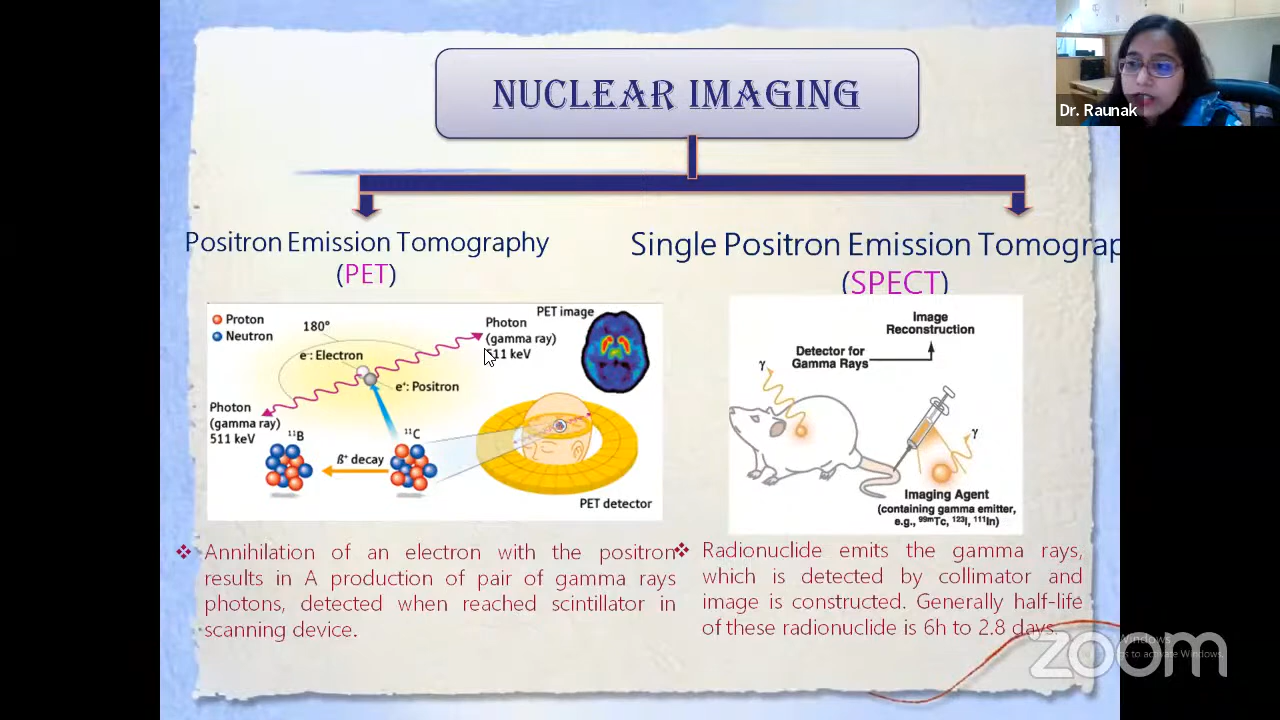 NUCLEAR IMAGING
Dr. Raunak
Positron Emission Tomography
(PET)
Single Positron Emission Tomograp
(SPECT)
Proton
Neutron
180°
e⁻: Electron
e⁺: Positron
Photon
(gamma ray)
511 keV
PET image
Photon
(gamma ray)
511 keV
¹¹B
ß⁺ decay
¹¹C
PET detector
Image
Reconstruction
Detector for
Gamma Rays
γ
γ
Imaging Agent
(containing gamma emitter,
e.g., ⁹⁹ᵐTc, ¹²³I, ¹¹¹In)
❖ Annihilation of an electron with the positron
results in A production of pair of gamma rays
photons, detected when reached scintillator in
scanning device.
❖ Radionuclide emits the gamma rays,
which is detected by collimator and
image is constructed. Generally half-life
of these radionuclide is 6h to 2.8 days.
Windows
to activate Windows.
zoom